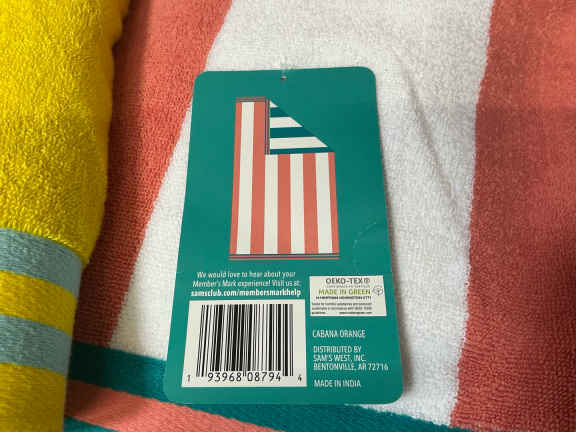 We would love to hear about your
Member's Mark experience! Visit us at:
samsclub.com/membersmarkhelp
OEKO-TEX®
MADE IN GREEN
CABANA ORANGE
DISTRIBUTED BY
SAM'S WEST, INC.
BENTONVILLE, AR 72716
MADE IN INDIA
1 93968 08794 4